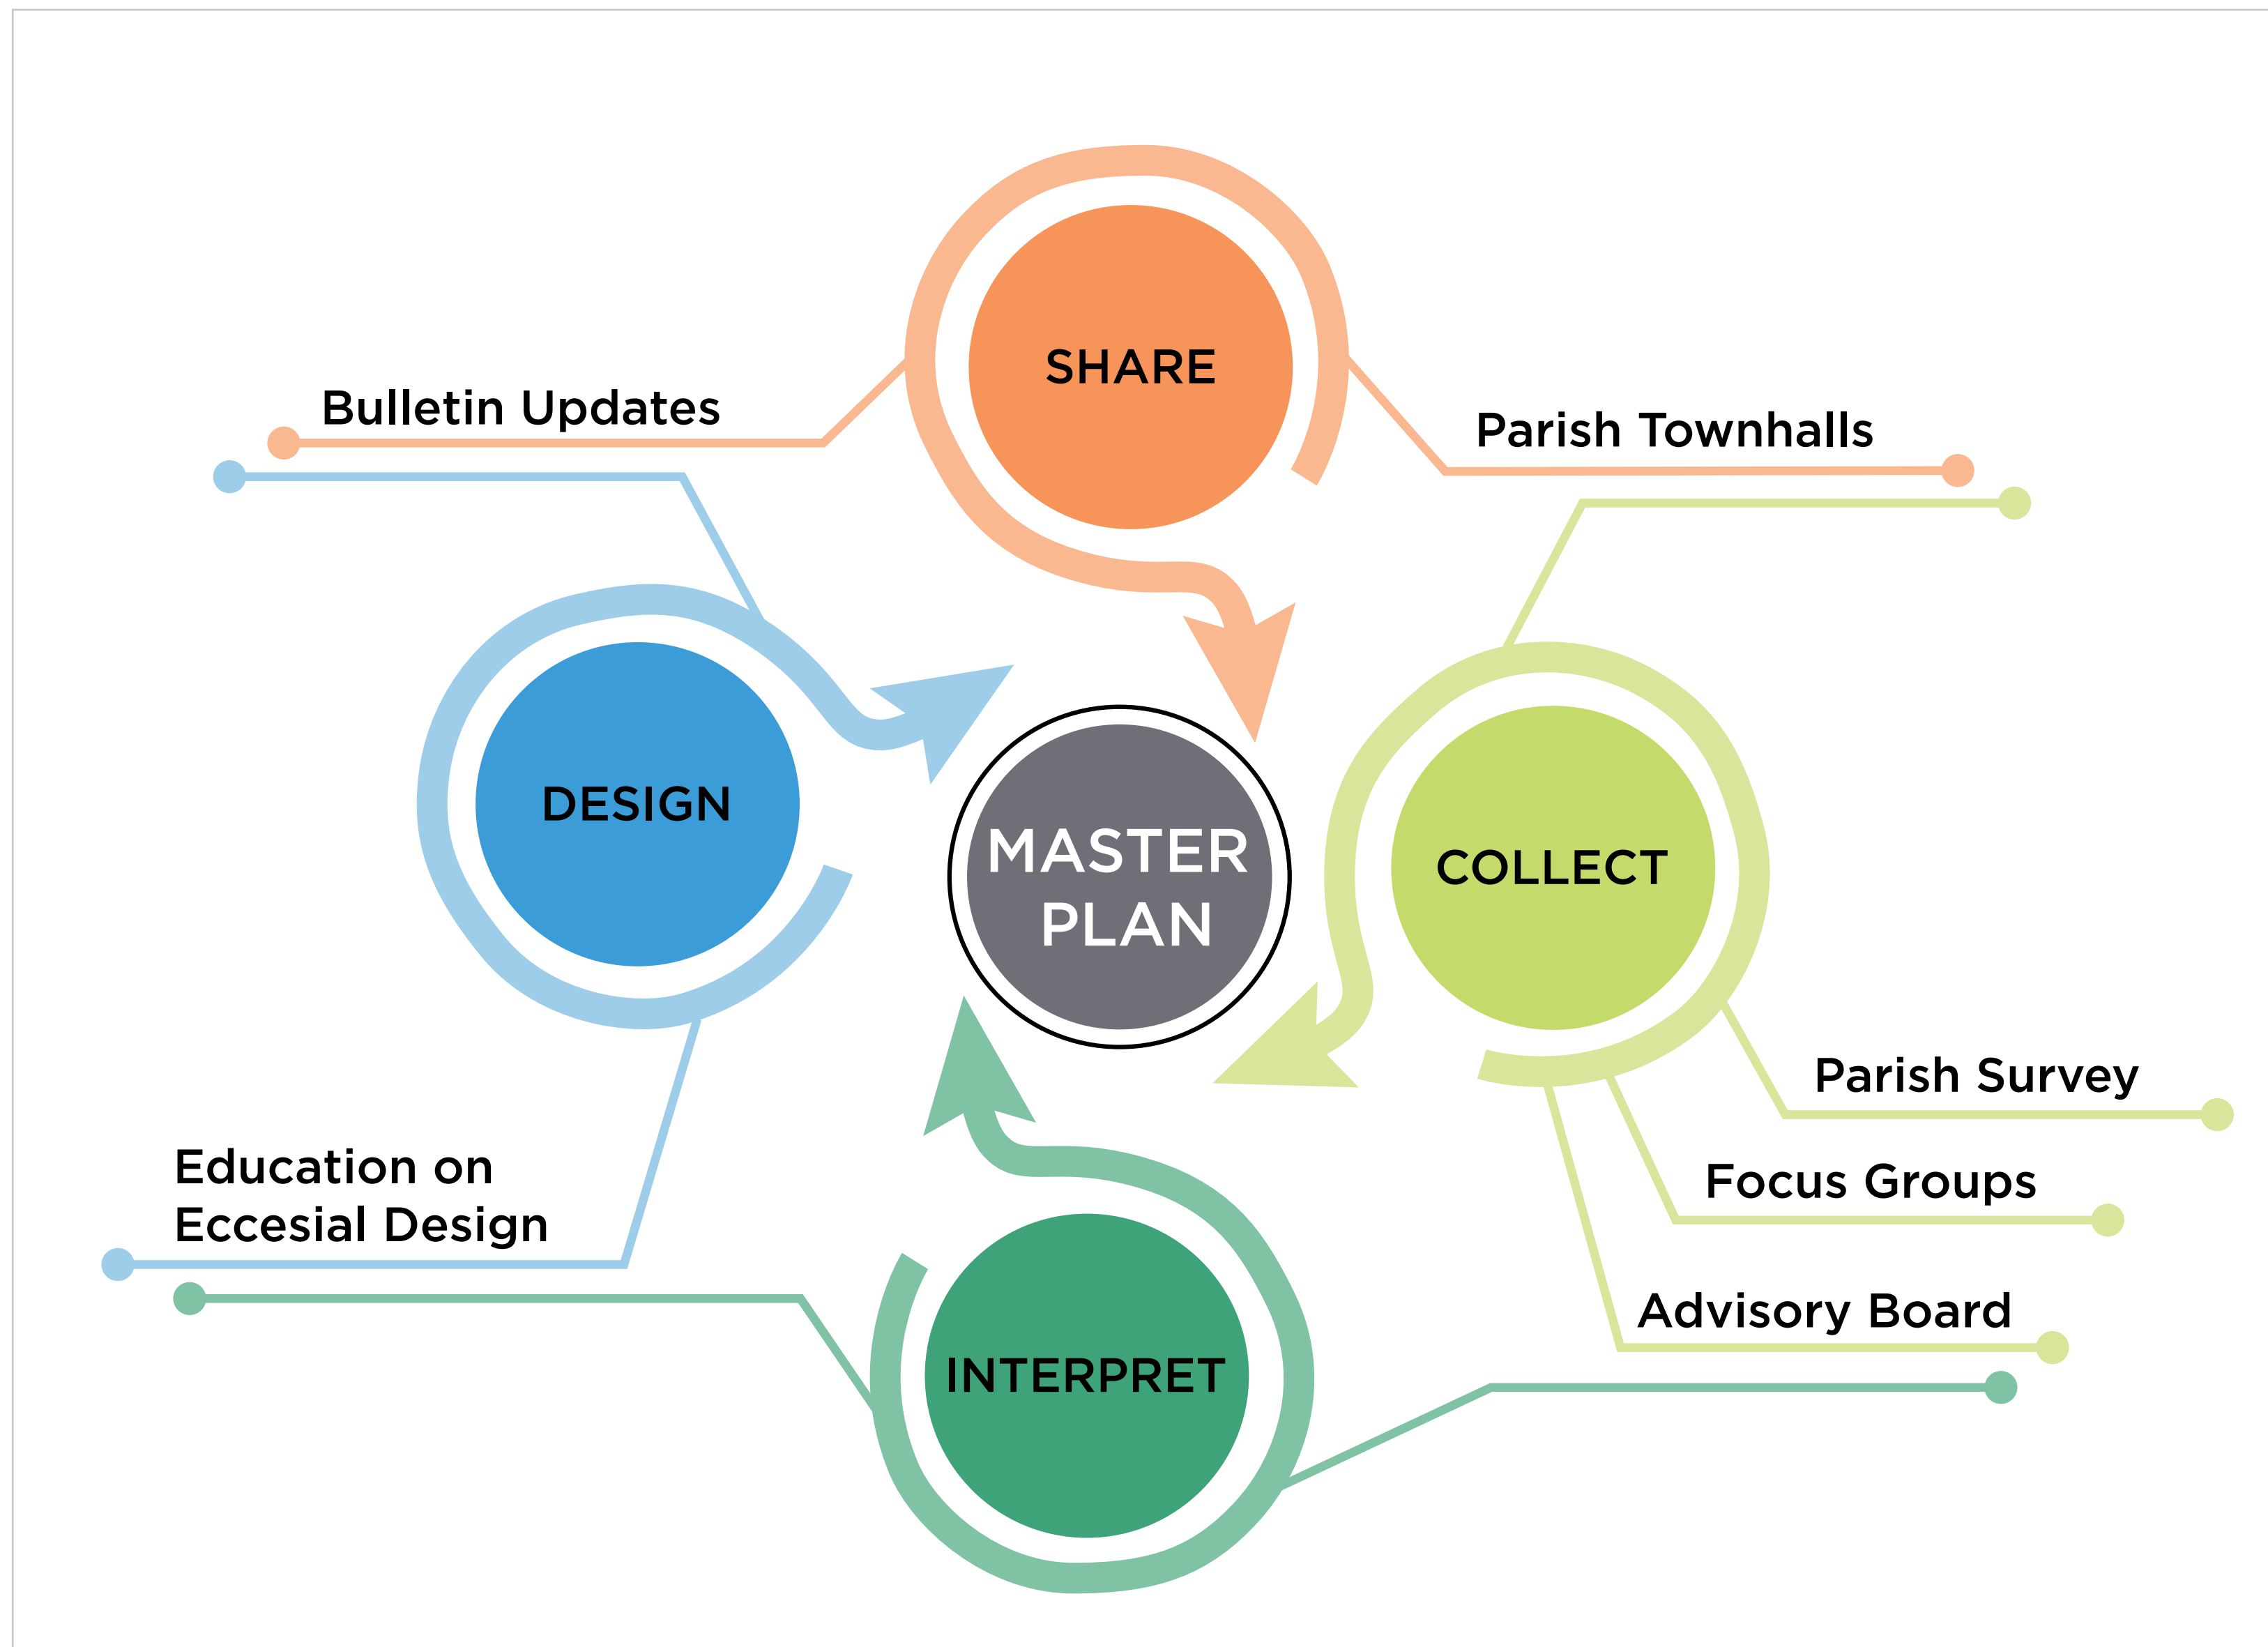 SHARE
Bulletin Updates
Parish Townhalls
DESIGN
MASTER
PLAN
COLLECT
Parish Survey
Education on
Eccesial Design
Focus Groups
Advisory Board
INTERPRET